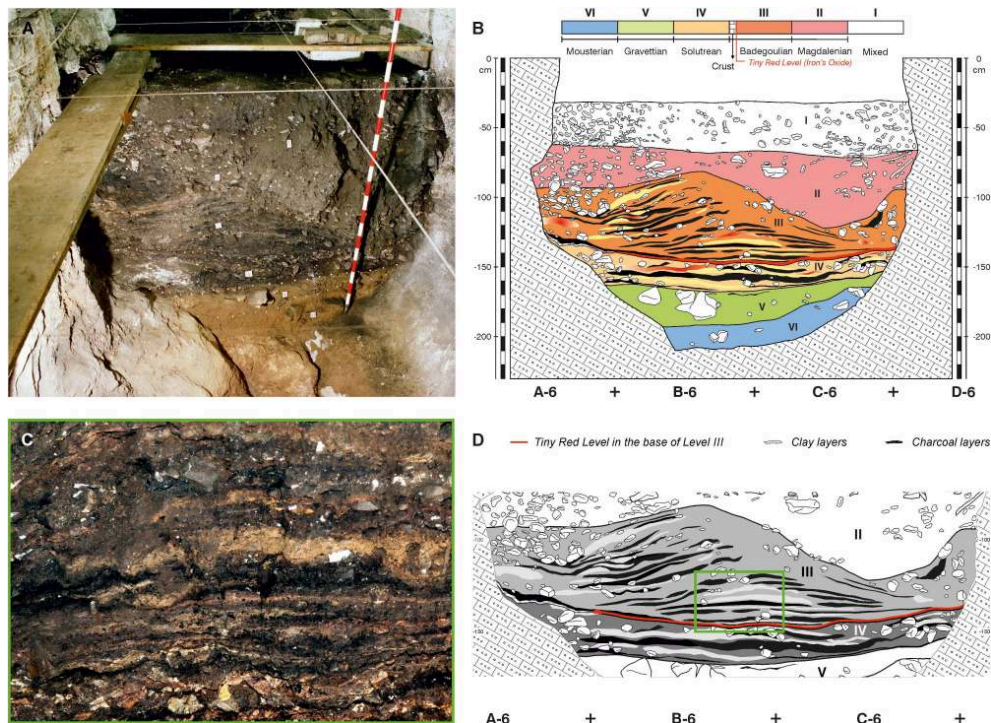 A
B
VI V IV III II I
Mousterian Gravettian Solutrean Badegoulian Magdalenian Mixed
Crust
Tiny Red Level (Iron's Oxide)
0 cm
0 cm
-50 -50
I
-100 -100
II
III
-150 -150
IV
V
-200 -200
VI
A-6 + B-6 + C-6 + D-6
C
D
Tiny Red Level in the base of Level III Clay layers Charcoal layers
II
-100 -100
III
IV
V
A-6 + B-6 + C-6 +